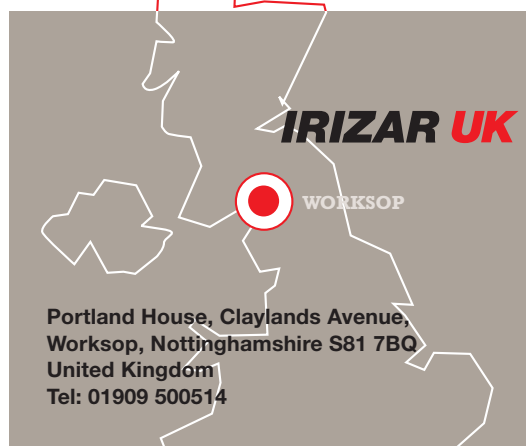 IRIZAR UK
WORKSOP
Portland House, Claylands Avenue,
Worksop, Nottinghamshire S81 7BQ
United Kingdom
Tel: 01909 500514